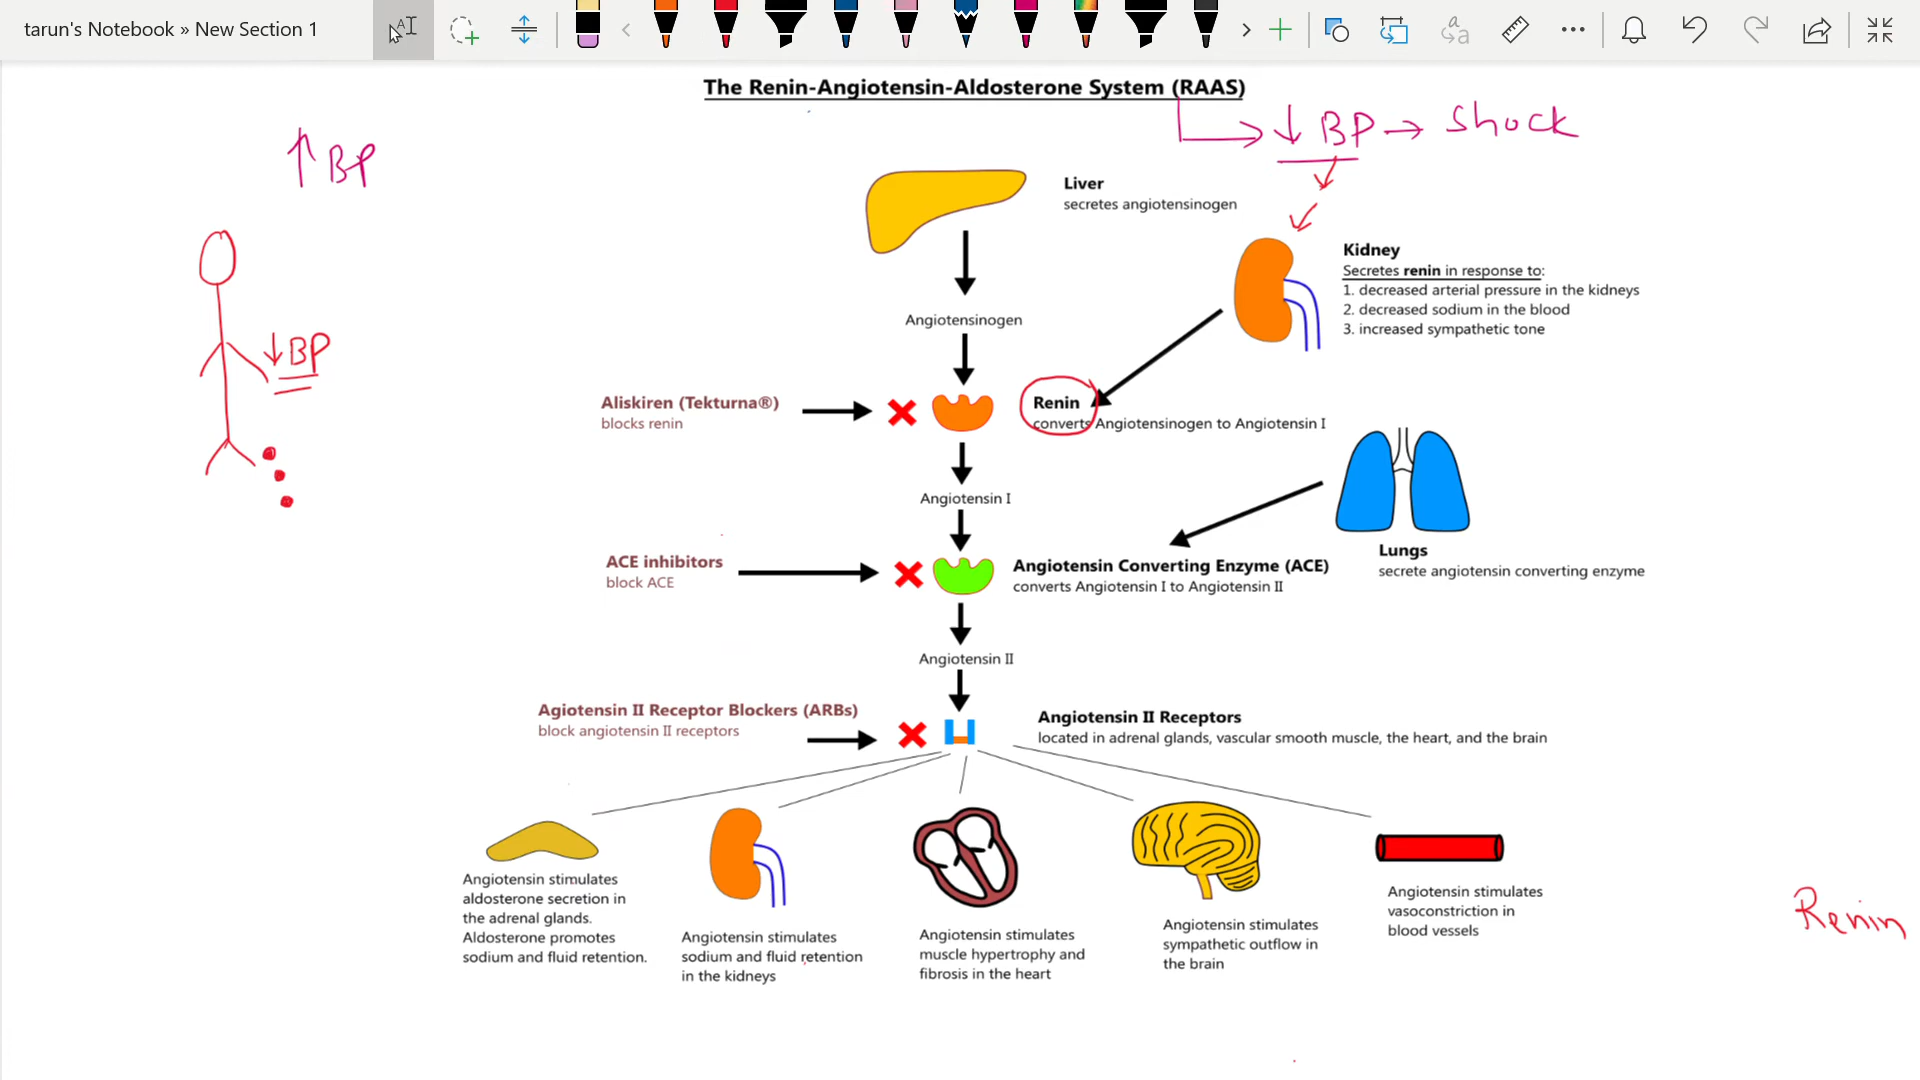 tarun's Notebook » New Section 1
The Renin-Angiotensin-Aldosterone System (RAAS)
↓ BP → Shock
↑ BP
Liver
secretes angiotensinogen
Kidney
Secretes renin in response to:
1. decreased arterial pressure in the kidneys
2. decreased sodium in the blood
3. increased sympathetic tone
Angiotensinogen
↓ BP
Aliskiren (Tekturna®)
blocks renin
Renin
converts Angiotensinogen to Angiotensin I
Angiotensin I
Lungs
secrete angiotensin converting enzyme
ACE inhibitors
block ACE
Angiotensin Converting Enzyme (ACE)
converts Angiotensin I to Angiotensin II
Angiotensin II
Agiotensin II Receptor Blockers (ARBs)
block angiotensin II receptors
Angiotensin II Receptors
located in adrenal glands, vascular smooth muscle, the heart, and the brain
Angiotensin stimulates
aldosterone secretion in
the adrenal glands.
Aldosterone promotes
sodium and fluid retention.
Angiotensin stimulates
sodium and fluid retention
in the kidneys
Angiotensin stimulates
muscle hypertrophy and
fibrosis in the heart
Angiotensin stimulates
sympathetic outflow in
the brain
Angiotensin stimulates
vasoconstriction in
blood vessels
Renin